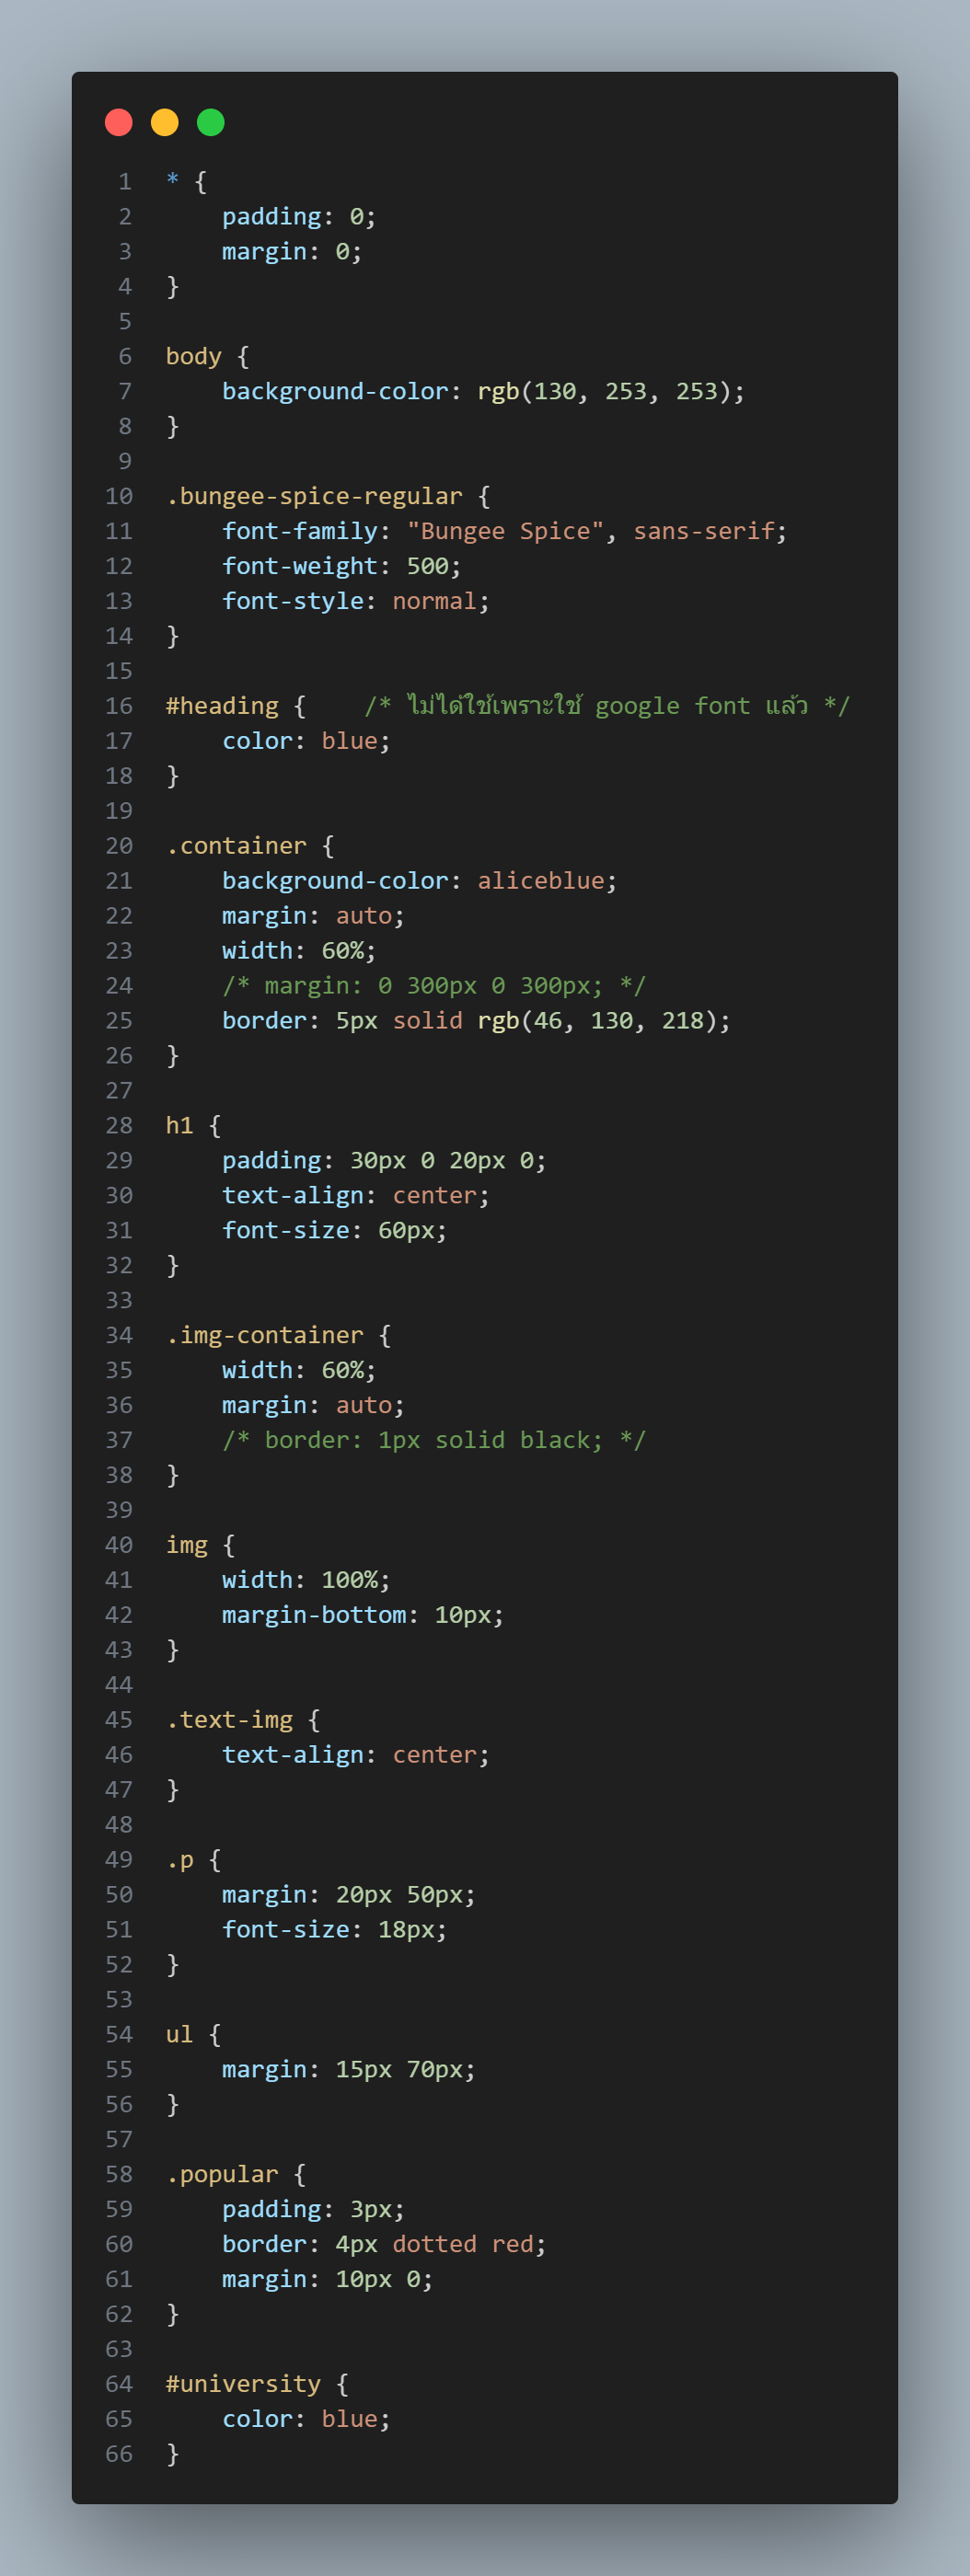 1 * {
2     padding: 0;
3     margin: 0;
4 }
5
6 body {
7     background-color: rgb(130, 253, 253);
8 }
9
10 .bungee-spice-regular {
11     font-family: "Bungee Spice", sans-serif;
12     font-weight: 500;
13     font-style: normal;
14 }
15
16 #heading {    /* ไม่ได้ใช้เพราะใช้ google font แล้ว */
17     color: blue;
18 }
19
20 .container {
21     background-color: aliceblue;
22     margin: auto;
23     width: 60%;
24     /* margin: 0 300px 0 300px; */
25     border: 5px solid rgb(46, 130, 218);
26 }
27
28 h1 {
29     padding: 30px 0 20px 0;
30     text-align: center;
31     font-size: 60px;
32 }
33
34 .img-container {
35     width: 60%;
36     margin: auto;
37     /* border: 1px solid black; */
38 }
39
40 img {
41     width: 100%;
42     margin-bottom: 10px;
43 }
44
45 .text-img {
46     text-align: center;
47 }
48
49 .p {
50     margin: 20px 50px;
51     font-size: 18px;
52 }
53
54 ul {
55     margin: 15px 70px;
56 }
57
58 .popular {
59     padding: 3px;
60     border: 4px dotted red;
61     margin: 10px 0;
62 }
63
64 #university {
65     color: blue;
66 }